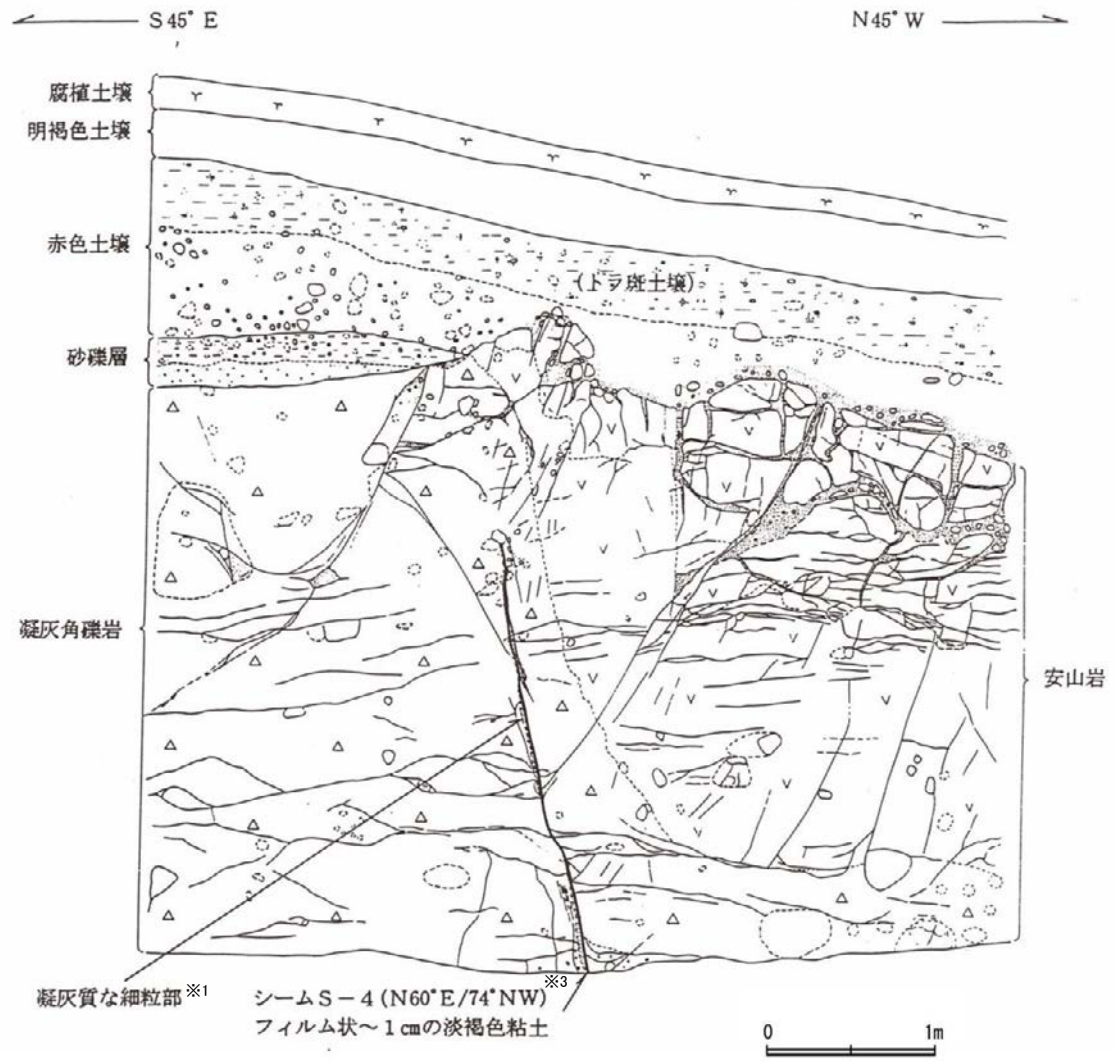 S45°E
N45°W
腐植土壌
明褐色土壌
赤色土壌
(トラ斑土壌)
砂礫層
凝灰角礫岩
安山岩
凝灰質な細粒部※1
シームS-4(N60°E/74°NW)※3
フィルム状~1cmの淡褐色粘土
0 1m